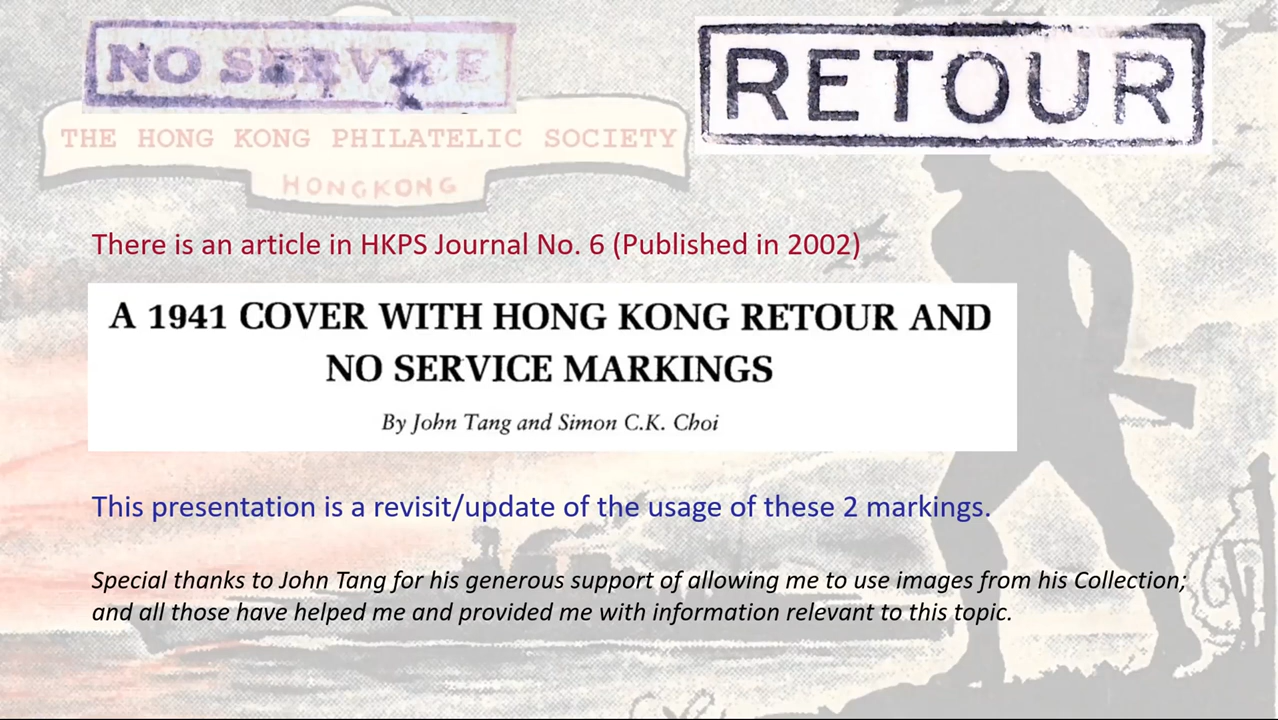 NO SERVICE
RETOUR
THE HONG KONG PHILATELIC SOCIETY
HONGKONG
There is an article in HKPS Journal No. 6 (Published in 2002)
A 1941 COVER WITH HONG KONG RETOUR AND
NO SERVICE MARKINGS
By John Tang and Simon C.K. Choi
This presentation is a revisit/update of the usage of these 2 markings.
Special thanks to John Tang for his generous support of allowing me to use images from his Collection;
and all those have helped me and provided me with information relevant to this topic.